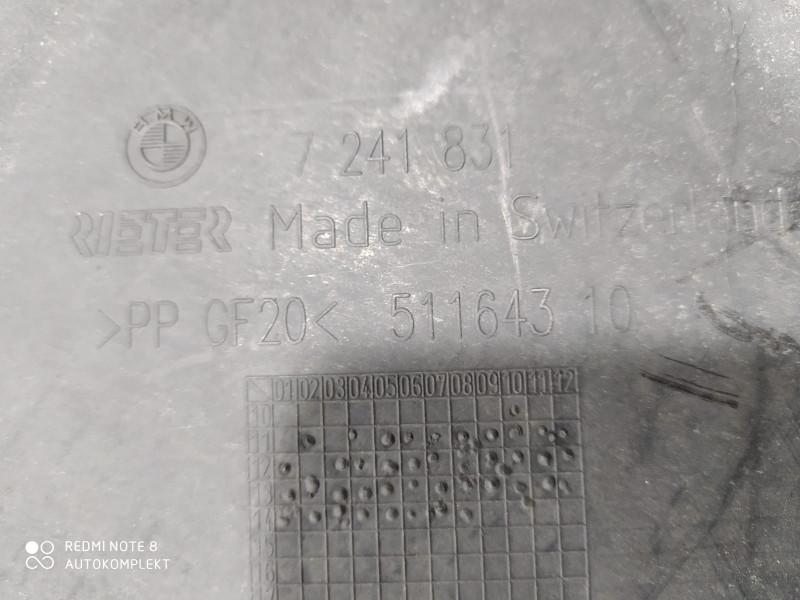 BMW
7 241 831
RIETER Made in Switzerland
>PP GF20< 511643 10
01 02 03 04 05 06 07 08 09 10 11 12
10
11
12
13
14
15
REDMI NOTE 8
AUTOKOMPLEKT